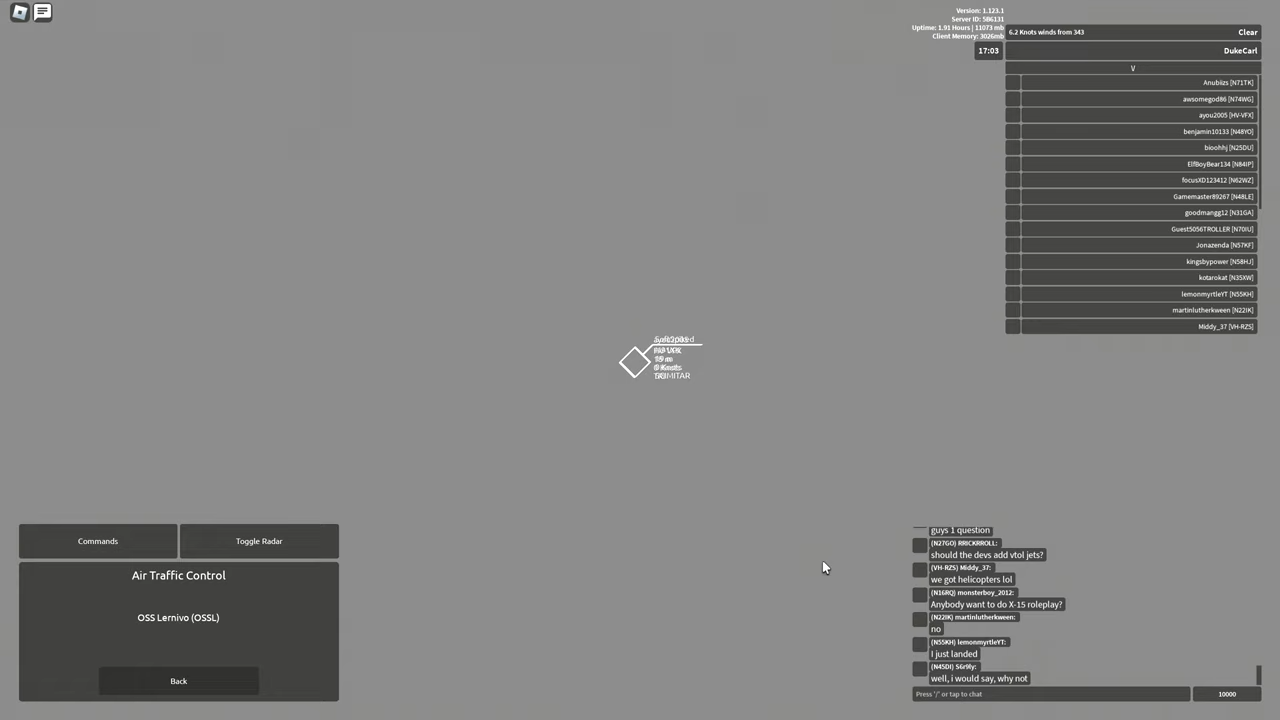 Version: 1.123.1
Server ID: 5B6131
Uptime: 1.91 Hours | 11073 mb
Client Memory: 3026mb
6.2 Knots winds from 343
Clear
17:03
DukeCarl
V
Anubiizs [N71TK]
awsomegod86 [N74WG]
ayou2005 [HV-VFX]
benjamin10133 [N48YO]
bioohhj [N25DU]
ElfBoyBear134 [N84IP]
focusXD123412 [N62WZ]
Gamemaster89267 [N48LE]
goodmangg12 [N31GA]
Guest5056TROLLER [N70IU]
Jonazenda [N57KF]
kingsbypower [N58HJ]
kotarokat [N35XW]
lemonmyrtleYT [N55KH]
martinlutherkween [N22IK]
Middy_37 [VH-RZS]
Commands
Toggle Radar
Air Traffic Control
OSS Lernivo (OSSL)
Back
guys 1 question
(N27GO) RRICKRROLL:
should the devs add vtol jets?
(VH-RZS) Middy_37:
we got helicopters lol
(N16RQ) monsterboy_2012:
Anybody want to do X-15 roleplay?
(N22IK) martinlutherkween:
no
(N55KH) lemonmyrtleYT:
I just landed
(N45DI) S6r9ly:
well, i would say, why not
Press '/' or tap to chat
10000